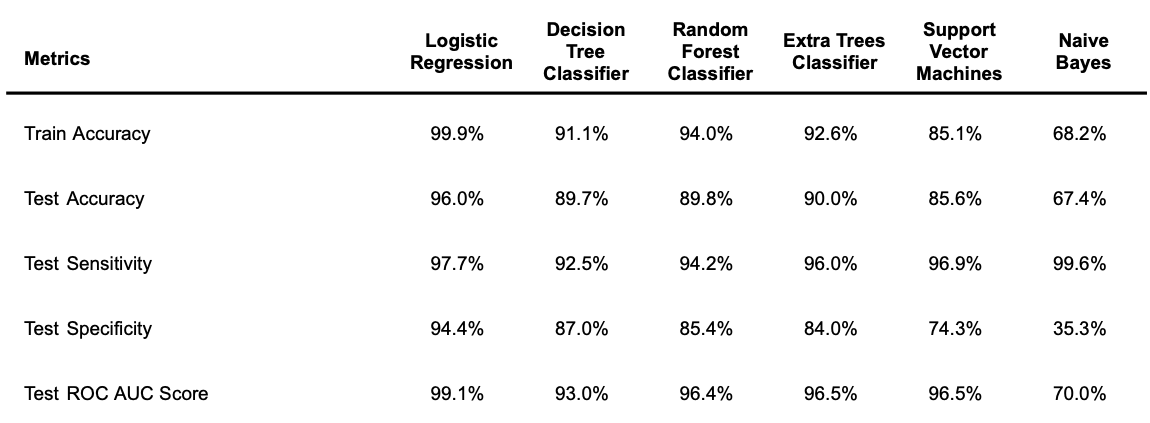 Metrics Logistic Regression Decision Tree Classifier Random Forest Classifier Extra Trees Classifier Support Vector Machines Naive Bayes
Train Accuracy 99.9% 91.1% 94.0% 92.6% 85.1% 68.2%
Test Accuracy 96.0% 89.7% 89.8% 90.0% 85.6% 67.4%
Test Sensitivity 97.7% 92.5% 94.2% 96.0% 96.9% 99.6%
Test Specificity 94.4% 87.0% 85.4% 84.0% 74.3% 35.3%
Test ROC AUC Score 99.1% 93.0% 96.4% 96.5% 96.5% 70.0%